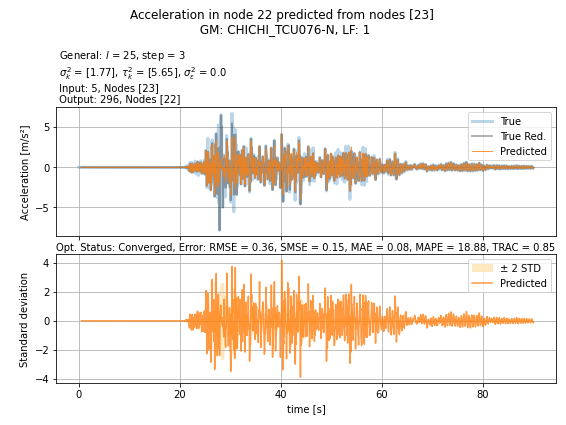 Acceleration in node 22 predicted from nodes [23]
GM: CHICHI_TCU076-N, LF: 1
General: l = 25, step = 3
σ²ₖ = [1.77], τ²ₖ = [5.65], σ²ε = 0.0
Input: 5, Nodes [23]
Output: 296, Nodes [22]
Acceleration [m/s²]
5
0
−5
True
True Red.
Predicted
Opt. Status: Converged, Error: RMSE = 0.36, SMSE = 0.15, MAE = 0.08, MAPE = 18.88, TRAC = 0.85
Standard deviation
4
2
0
−2
−4
± 2 STD
Predicted
0 20 40 60 80
time [s]